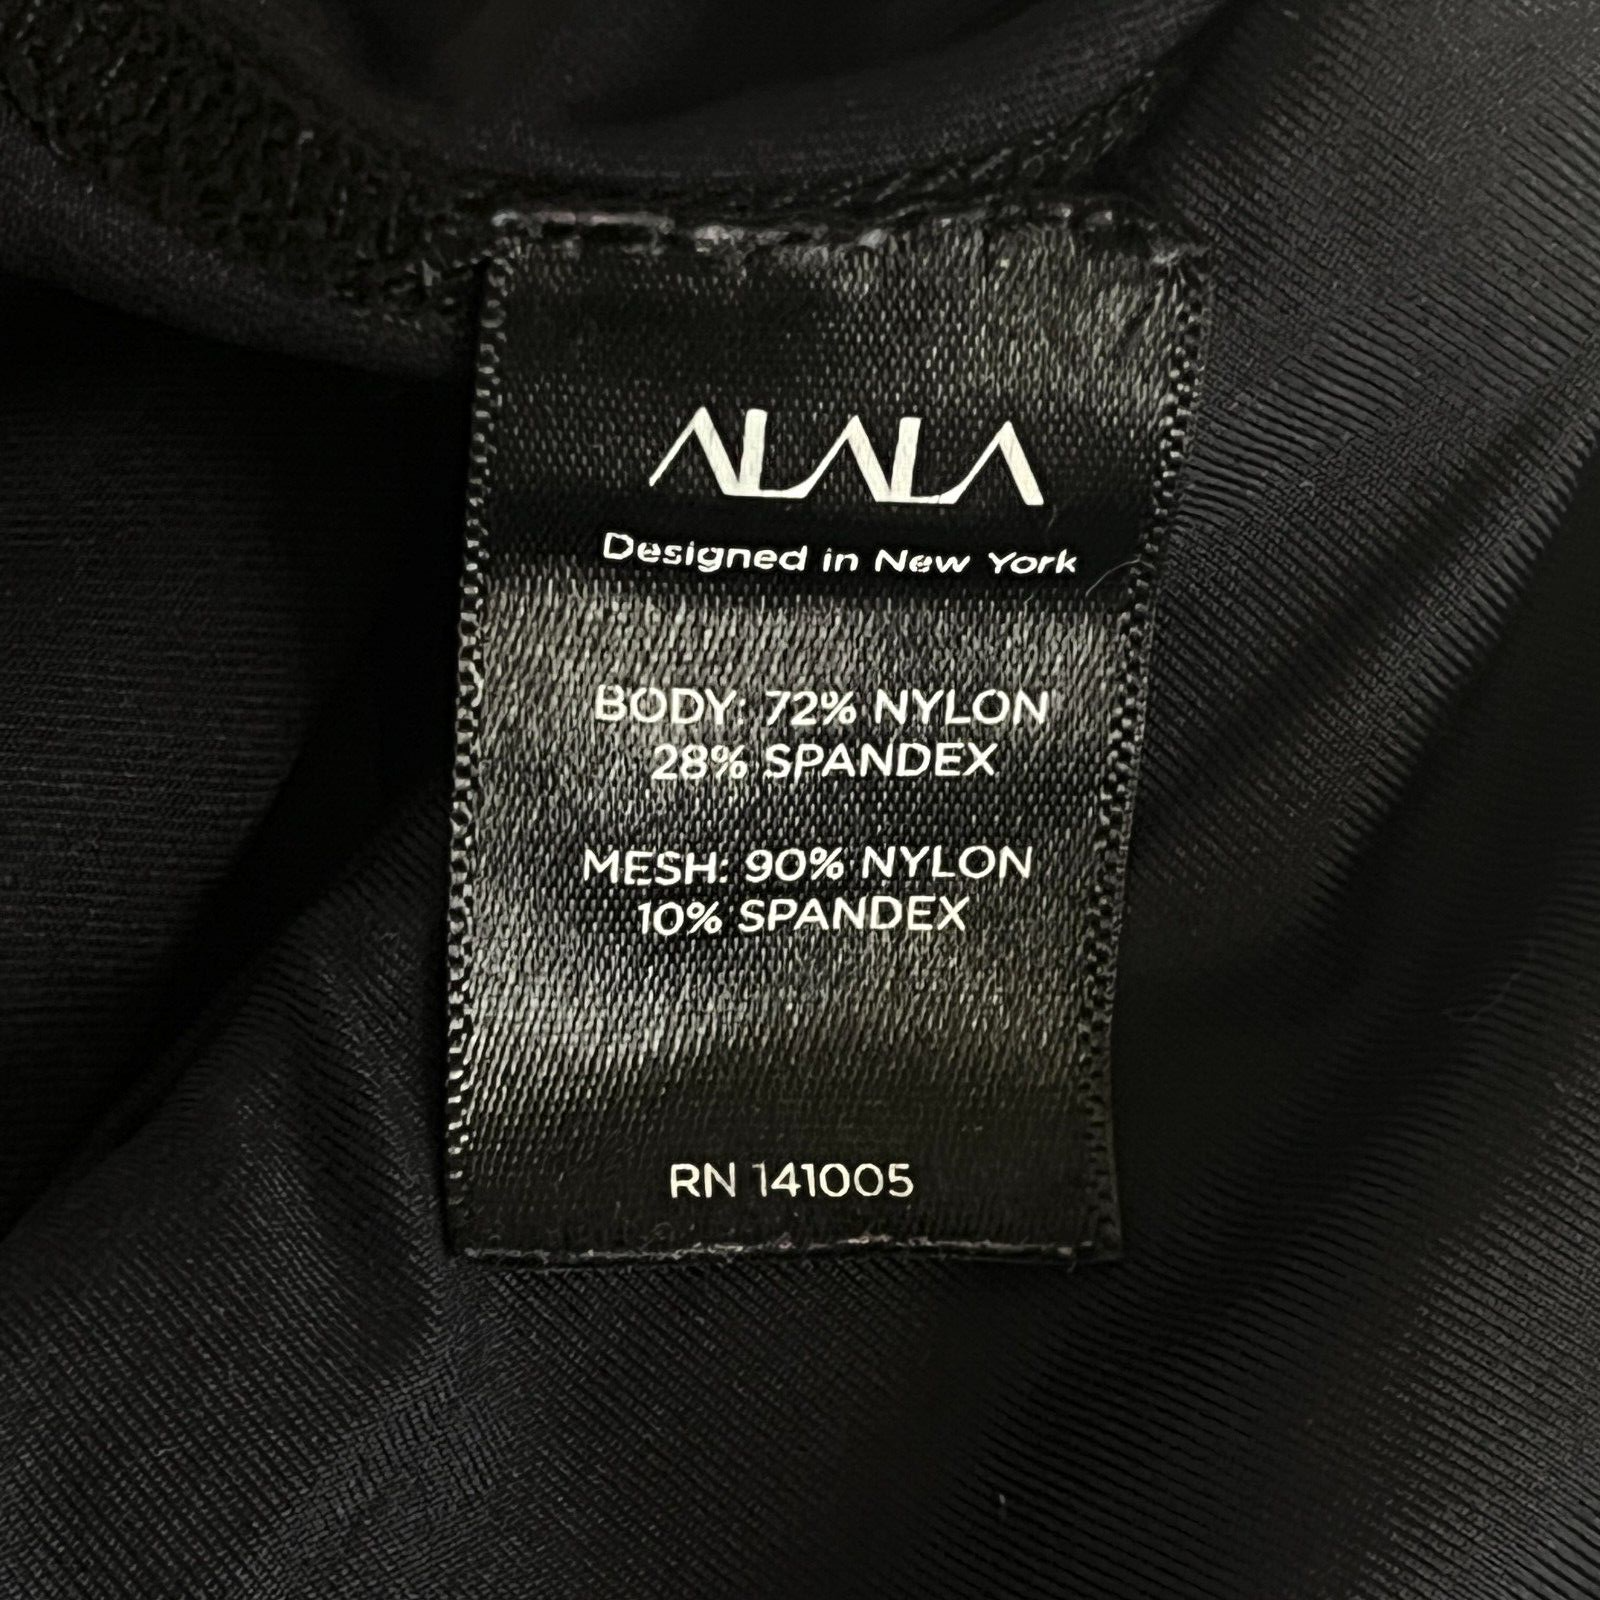 ALALA
Designed in New York
BODY: 72% NYLON
28% SPANDEX
MESH: 90% NYLON
10% SPANDEX
RN 141005